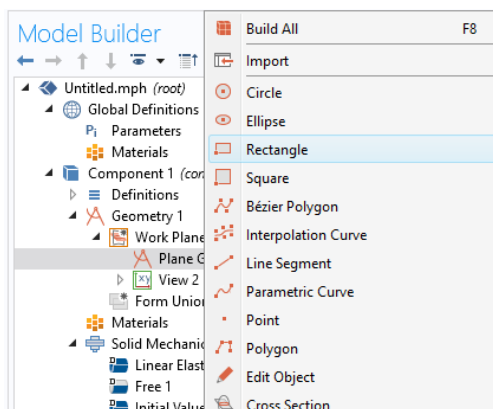 Model Builder
Untitled.mph (root)
Global Definitions
Pi Parameters
Materials
Component 1
Definitions
Geometry 1
Work Plane
Plane G
View 2
Form Unio
Materials
Solid Mechanic
Linear Elast
Free 1
Initial Value
Build All F8
Import
Circle
Ellipse
Rectangle
Square
Bézier Polygon
Interpolation Curve
Line Segment
Parametric Curve
Point
Polygon
Edit Object
Cross Section